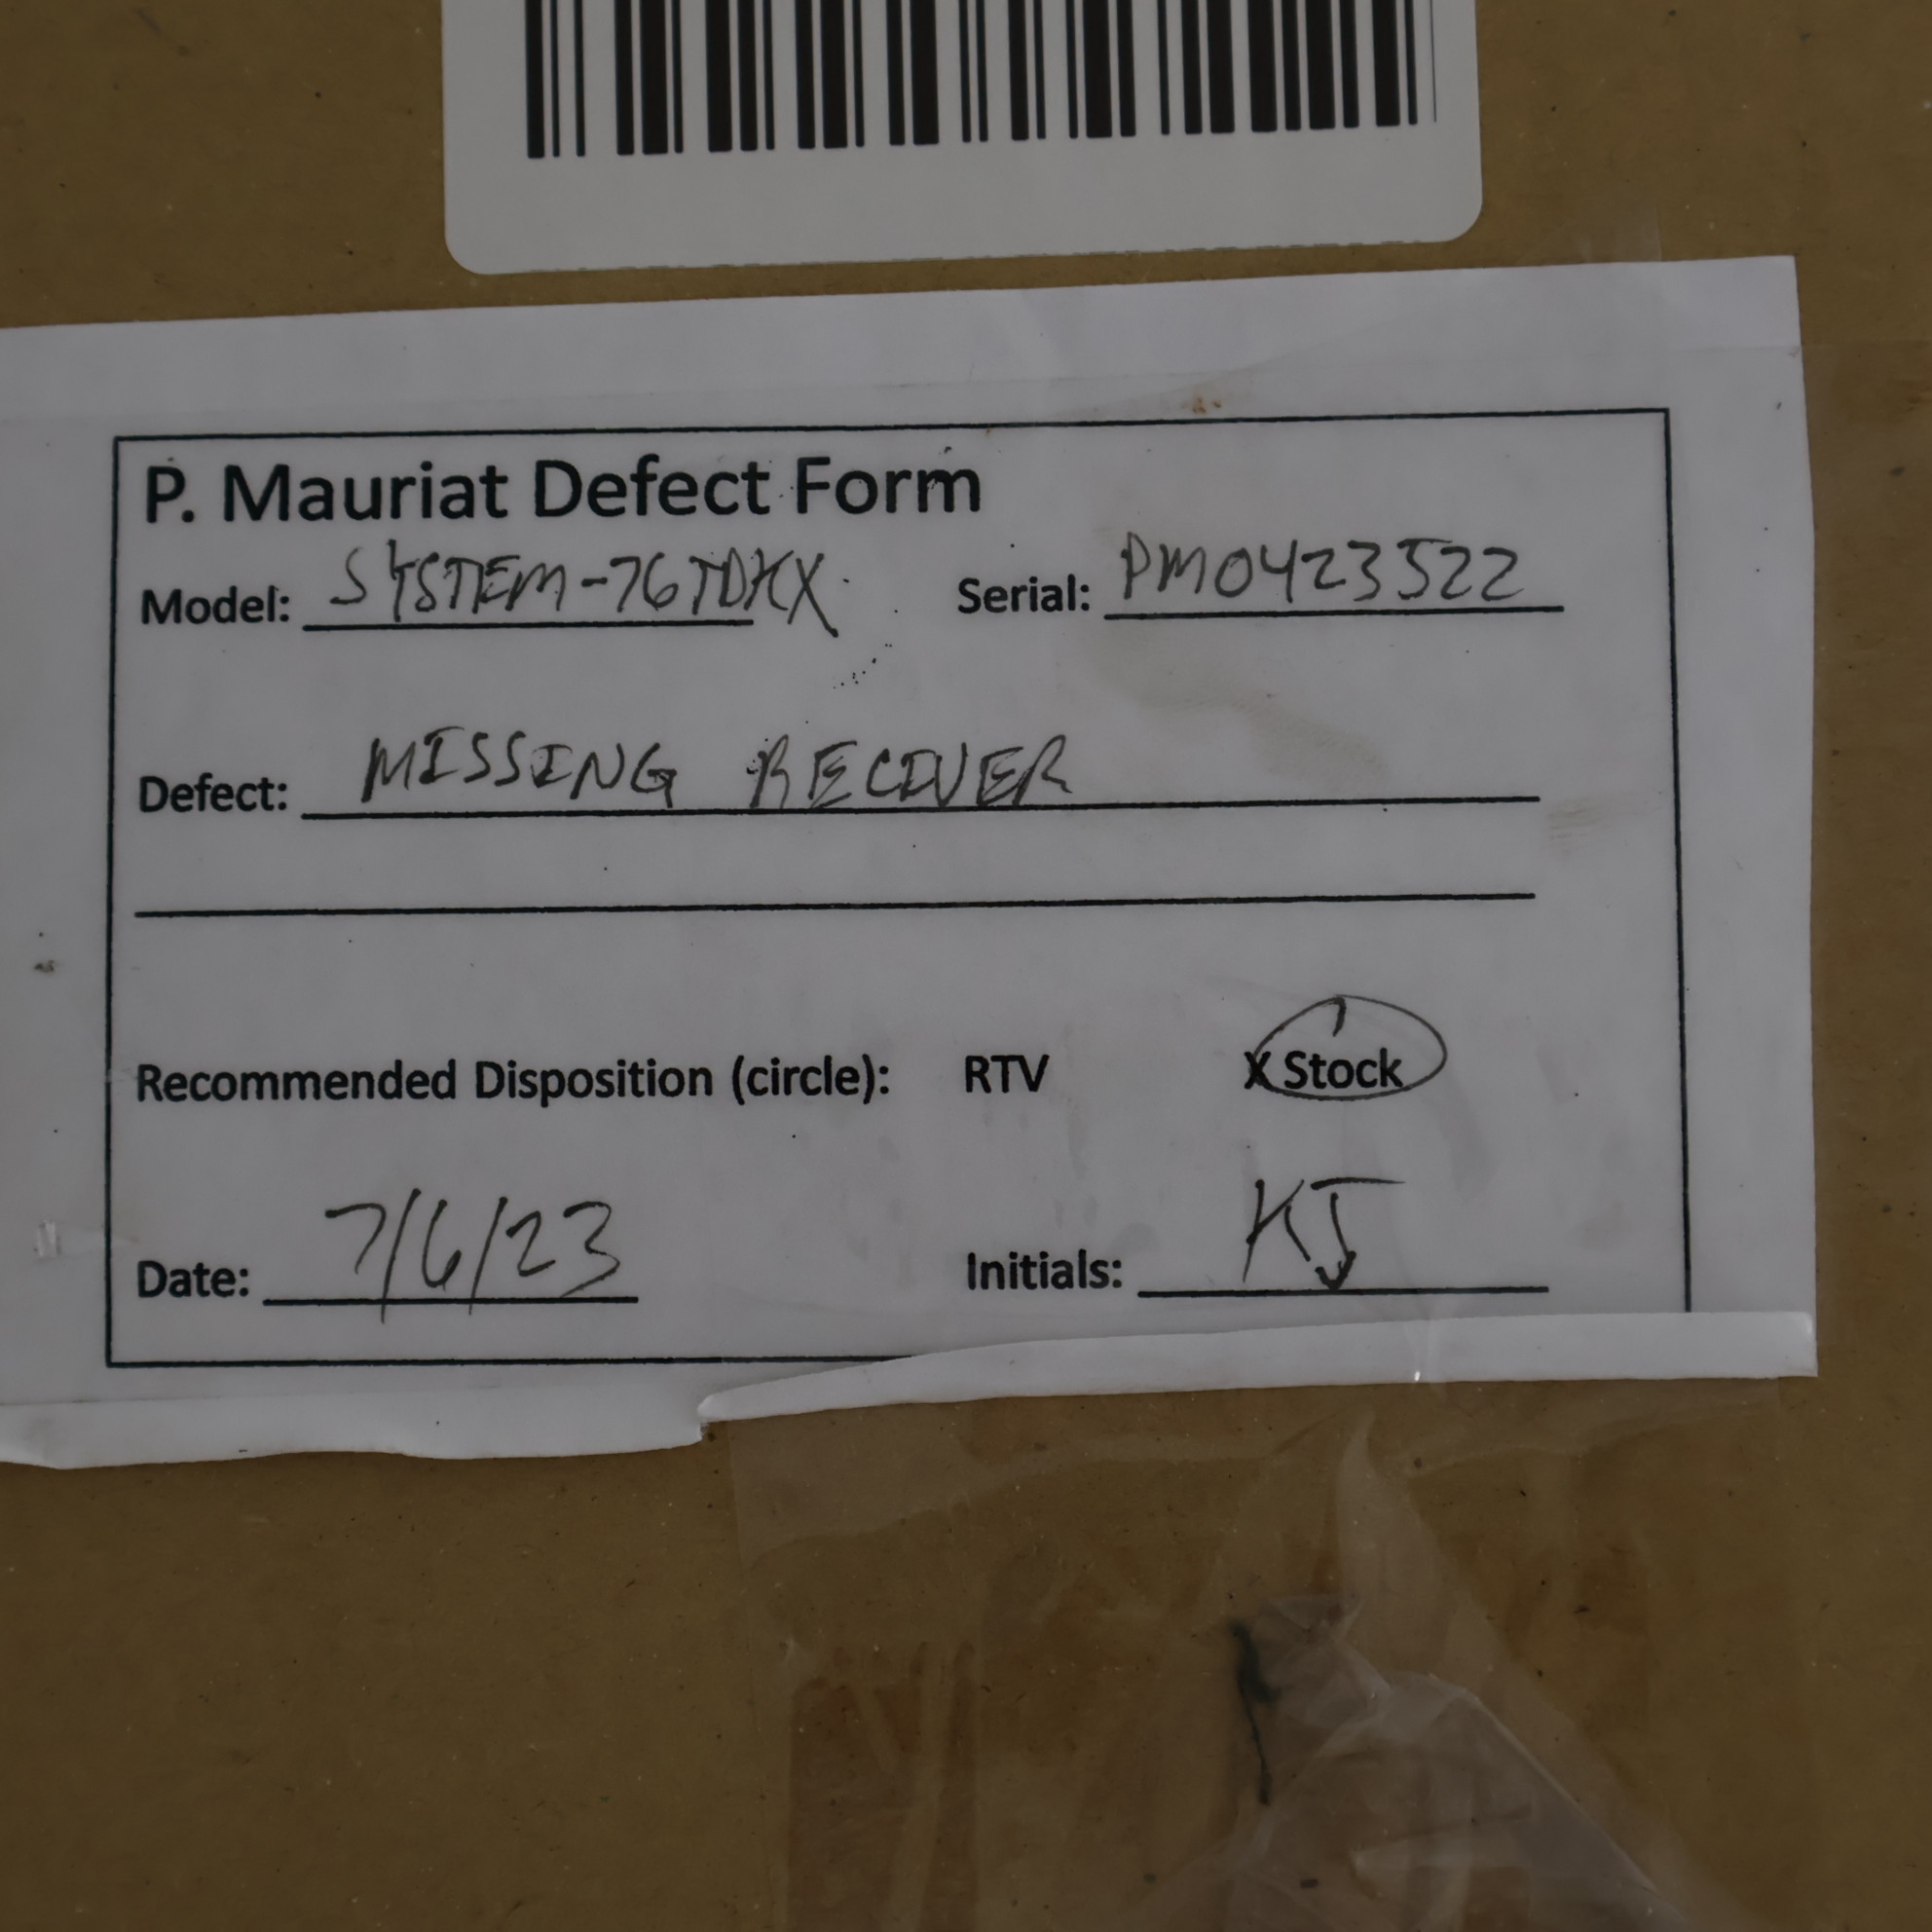 P. Mauriat Defect Form
Model: SYSTEM-76TDKX Serial: PM0423522
Defect: MISSING RECIVER
Recommended Disposition (circle): RTV X Stock
Date: 7/6/23 Initials: KJ